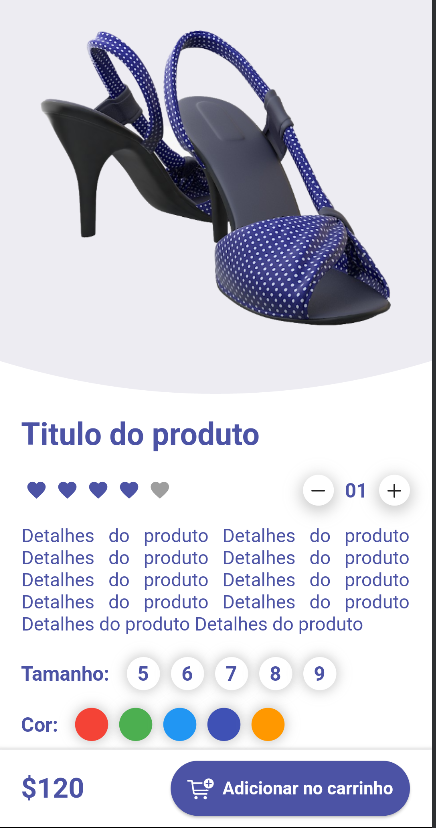 Titulo do produto
01
Detalhes do produto Detalhes do produto
Detalhes do produto Detalhes do produto
Detalhes do produto Detalhes do produto
Detalhes do produto Detalhes do produto
Detalhes do produto Detalhes do produto
Tamanho: 5 6 7 8 9
Cor:
$120 Adicionar no carrinho